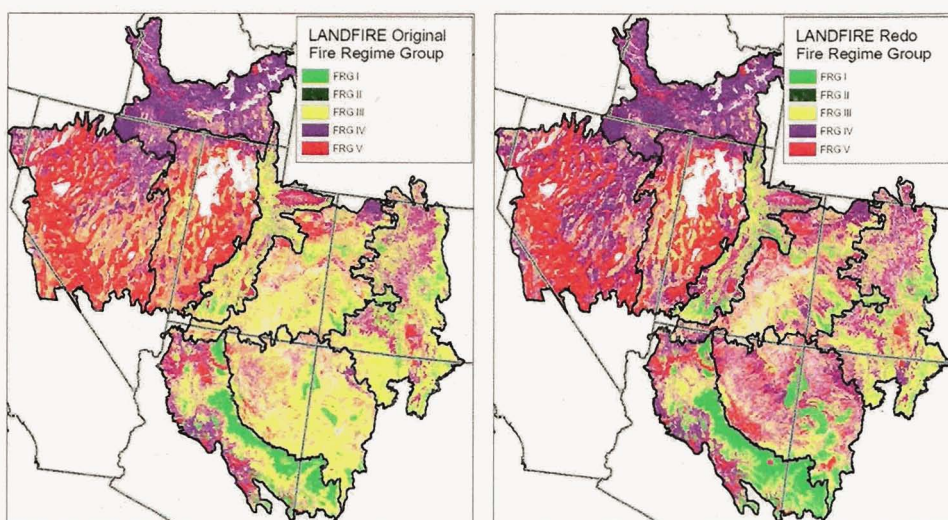 LANDFIRE Original
Fire Regime Group
FRG I
FRG II
FRG III
FRG IV
FRG V
LANDFIRE Redo
Fire Regime Group
FRG I
FRG II
FRG III
FRG IV
FRG V